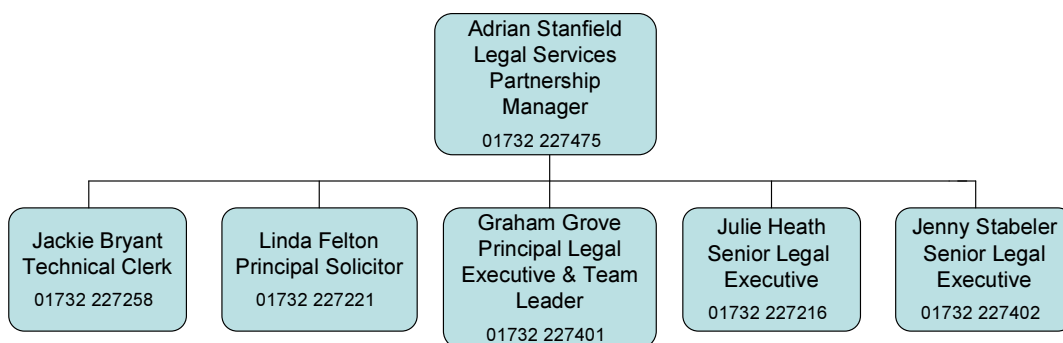 Adrian Stanfield
Legal Services
Partnership
Manager
01732 227475
Jackie Bryant
Technical Clerk
01732 227258
Linda Felton
Principal Solicitor
01732 227221
Graham Grove
Principal Legal
Executive & Team
Leader
01732 227401
Julie Heath
Senior Legal
Executive
01732 227216
Jenny Stabeler
Senior Legal
Executive
01732 227402